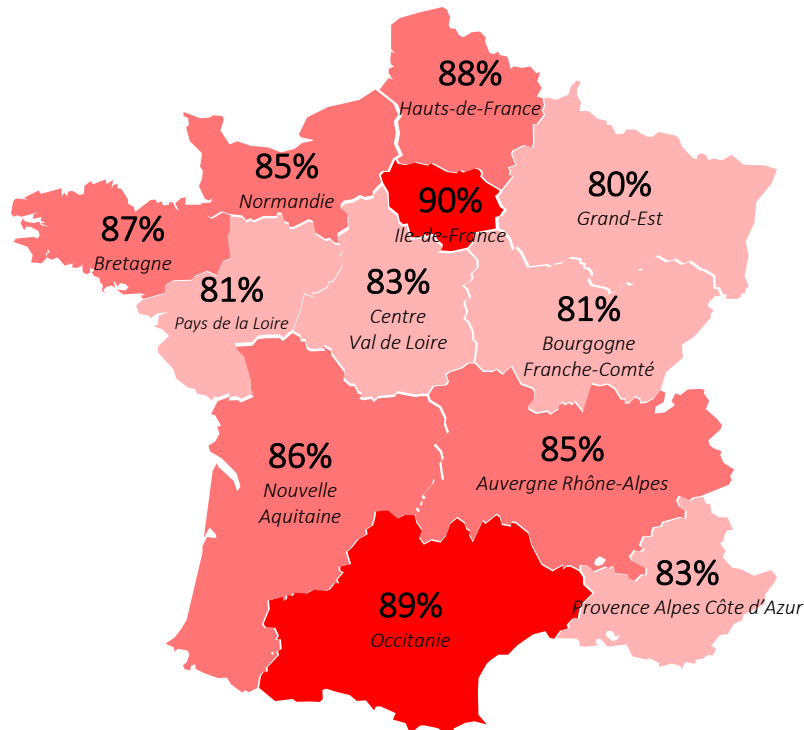 88%
Hauts-de-France
85%
Normandie
90%
Ile-de-France
80%
Grand-Est
87%
Bretagne
81%
Pays de la Loire
83%
Centre
Val de Loire
81%
Bourgogne
Franche-Comté
86%
Nouvelle
Aquitaine
85%
Auvergne Rhône-Alpes
83%
Provence Alpes Côte d’Azur
89%
Occitanie